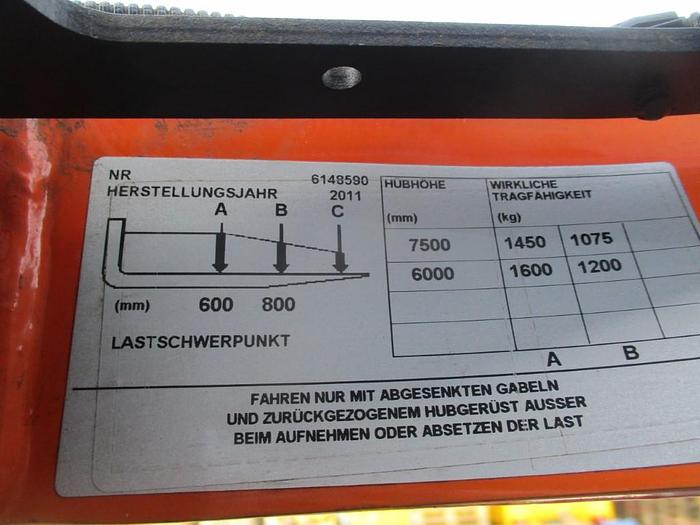 NR 6148590
HERSTELLUNGSJAHR 2011
A B C
(mm) 600 800
LASTSCHWERPUNKT
HUBHÖHE WIRKLICHE
TRAGFÄHIGKEIT
(mm) (kg)
7500 1450 1075
6000 1600 1200
A B
FAHREN NUR MIT ABGESENKTEN GABELN
UND ZURÜCKGEZOGENEM HUBGERÜST AUSSER
BEIM AUFNEHMEN ODER ABSETZEN DER LAST